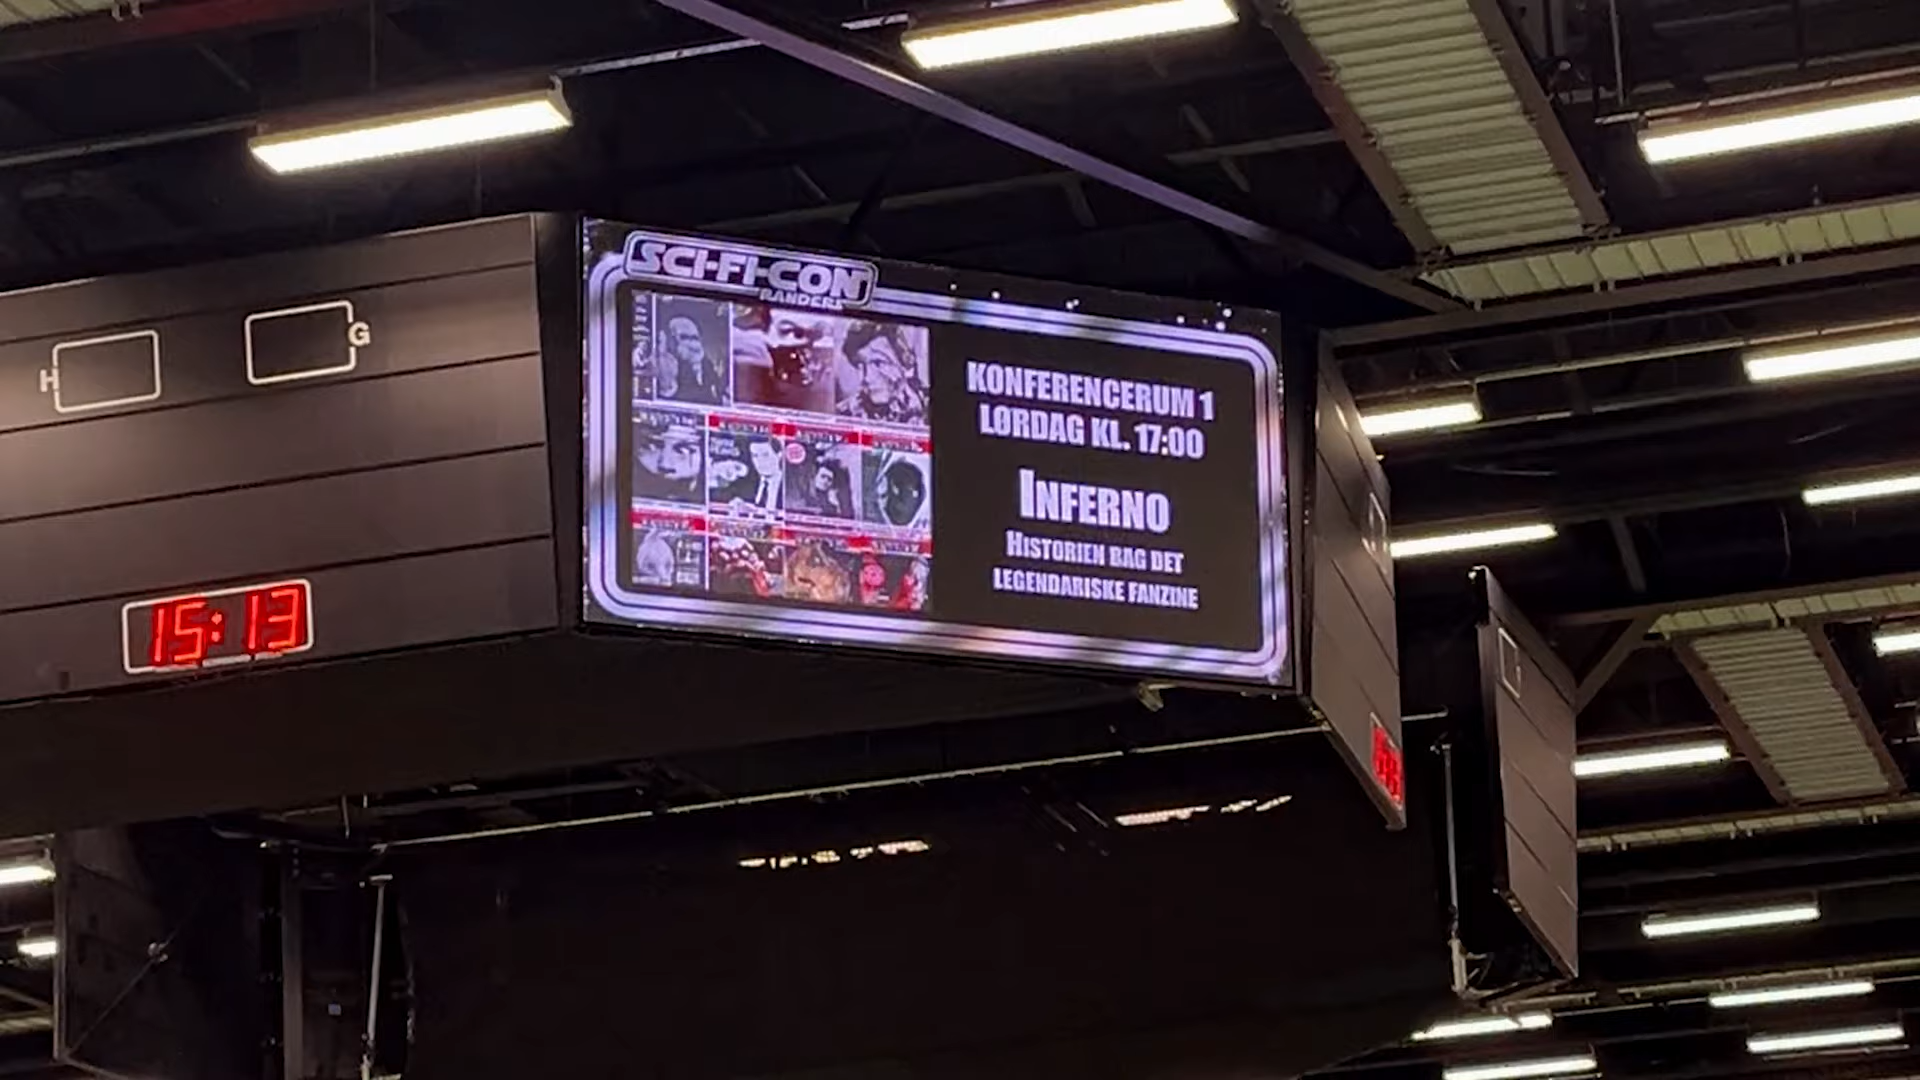 SCI-FI-CON
RANDERS
KONFERENCERUM 1
LØRDAG KL. 17:00
INFERNO
HISTORIEN BAG DET
LEGENDARISKE FANZINE
H
G
15:13